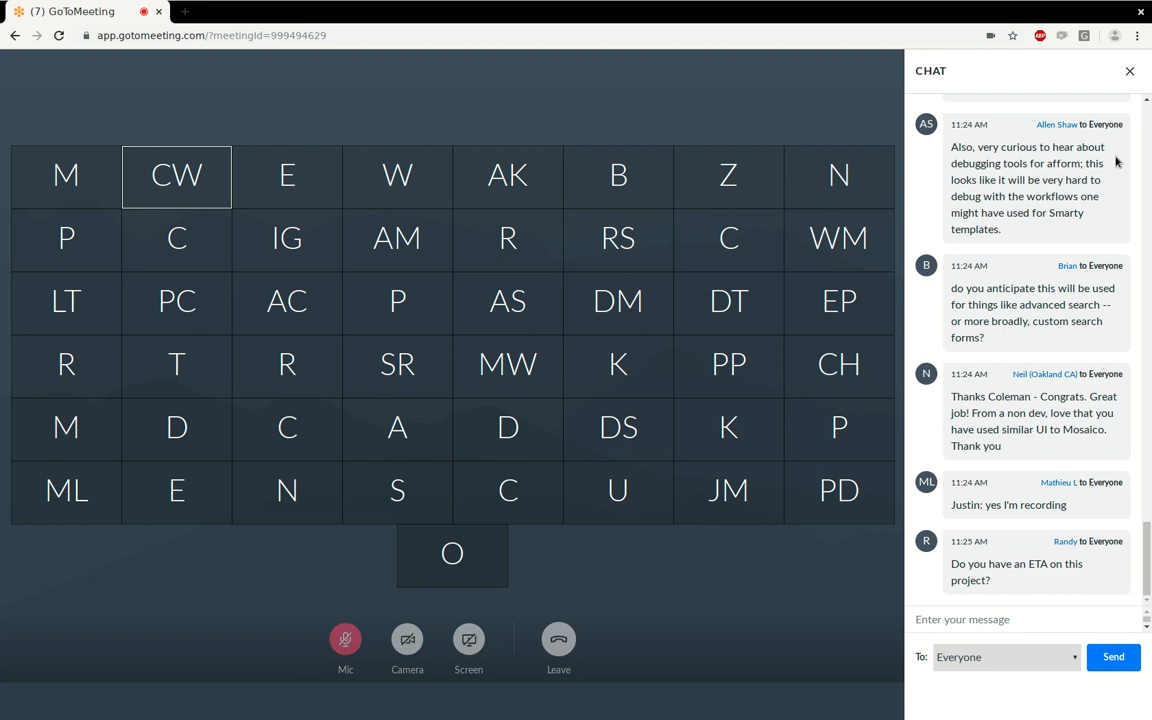 (7) GoToMeeting
app.gotomeeting.com/?meetingId=999494629
ABP
G
CHAT
M CW E W AK B Z N
P C IG AM R RS C WM
LT PC AC P AS DM DT EP
R T R SR MW K PP CH
M D C A D DS K P
ML E N S C U JM PD
O
Mic Camera Screen Leave
AS 11:24 AM Allen Shaw to Everyone
Also, very curious to hear about
debugging tools for afform; this
looks like it will be very hard to
debug with the workflows one
might have used for Smarty
templates.
B 11:24 AM Brian to Everyone
do you anticipate this will be used
for things like advanced search --
or more broadly, custom search
forms?
N 11:24 AM Neil (Oakland CA) to Everyone
Thanks Coleman - Congrats. Great
job! From a non dev, love that you
have used similar UI to Mosaico.
Thank you
ML 11:24 AM Mathieu L to Everyone
Justin: yes I'm recording
R 11:25 AM Randy to Everyone
Do you have an ETA on this
project?
Enter your message
To: Everyone Send